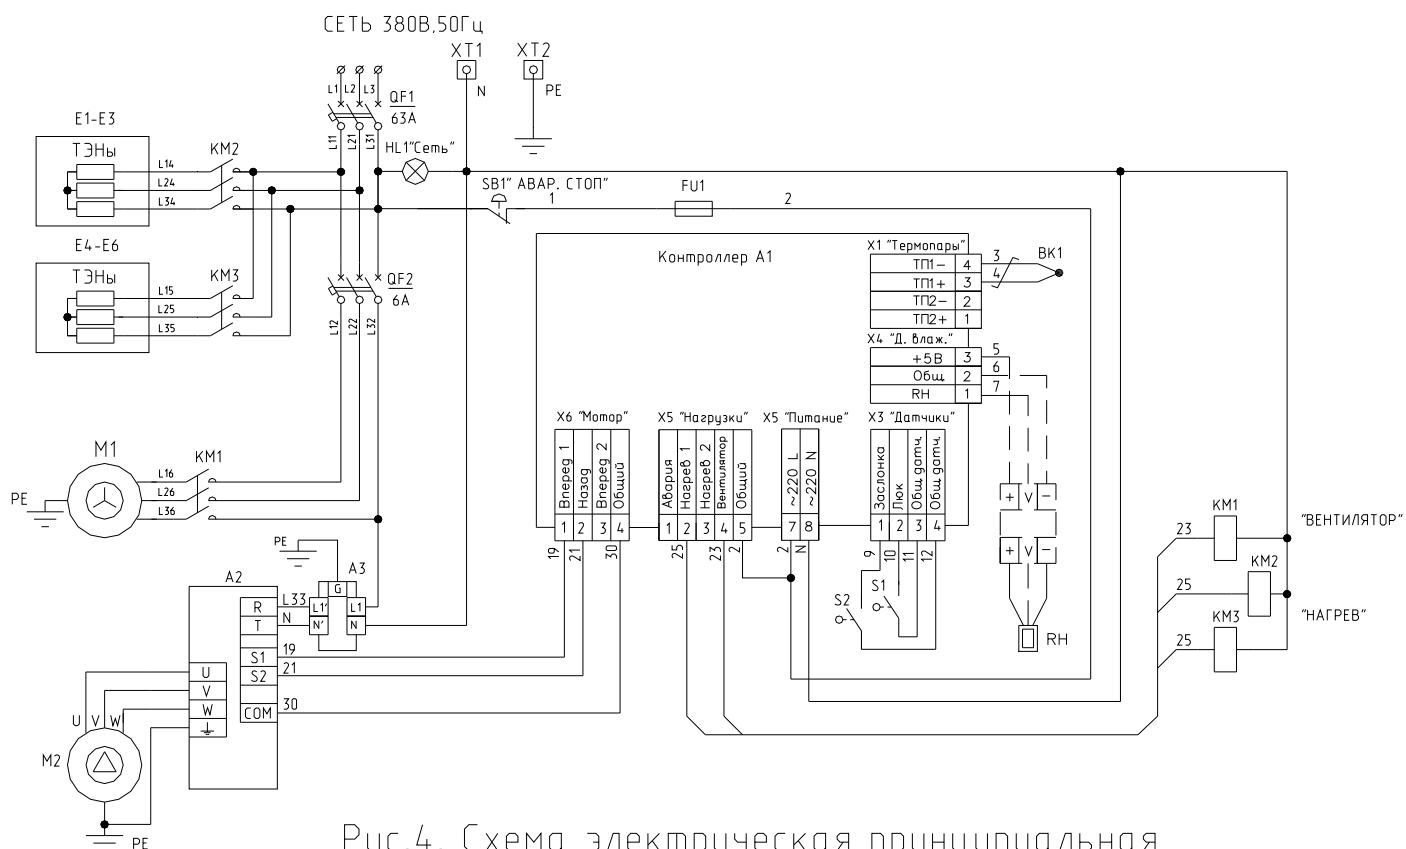 СЕТЬ 380В,50Гц
XT1
XT2
N
PE
L1
L2
L3
QF1
63А
L11
L21
L31
HL1"Сеть"
E1-E3
ТЭНы
L14
L24
L34
KM2
SB1" АВАР. СТОП"
1
FU1
2
E4-E6
ТЭНы
L15
L25
L35
KM3
QF2
6А
L12
L22
L32
Контроллер А1
X1 "Термопары"
ТП1- 4
ТП1+ 3
ТП2- 2
ТП2+ 1
3
4
BK1
X4 "Д. влаж."
+5В 3
Общ 2
RH 1
5
6
7
X6 "Мотор"
Вперед 1
Назад
Вперед 2
Общий
1 2 3 4
19
21
30
X5 "Нагрузки"
Авария
Нагрев 1
Нагрев 2
Вентилятор
Общий
1 2 3 4 5
25
23
2
X5 "Питание"
~220 L
~220 N
7 8
2
N
X3 "Датчики"
Заслонка
Люк
Общ датч.
Общ датч.
1 2 3 4
9
10
11
12
S1
S2
+ V -
+ V -
RH
M1
PE
L16
L26
L36
KM1
KM1
23
"ВЕНТИЛЯТОР"
KM2
25
KM3
25
"НАГРЕВ"
PE
A3
G
L1' L1
N' N
A2
R
T
S1
S2
COM
L33
N
19
21
30
U
V
W
U V W
M2
PE
Рис.4. Схема электрическая принципиальная